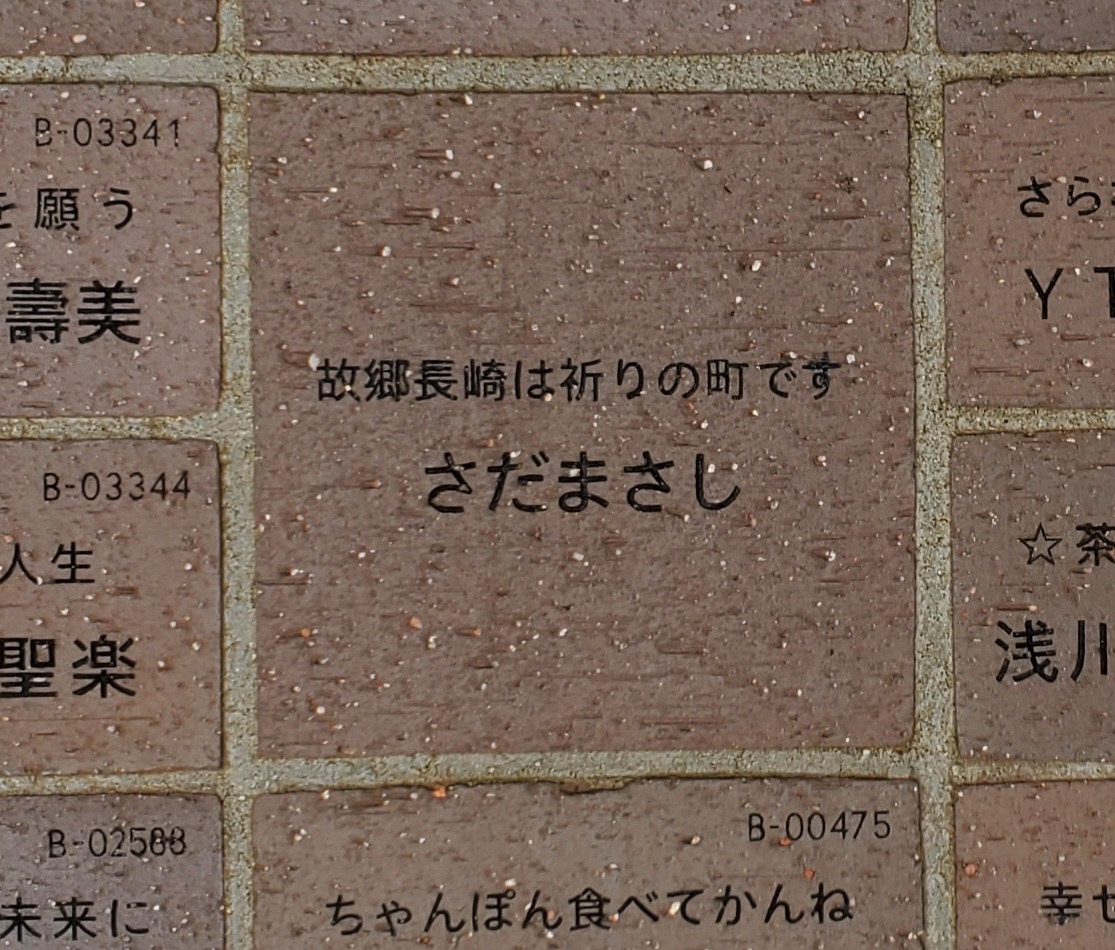 B-03341
を願う
壽美
B-03344
人生
聖楽
B-02588
未来に
故郷長崎は祈りの町です
さだまさし
B-00475
ちゃんぽん食べてかんね
さら
Y T
☆茶
浅川
幸せ